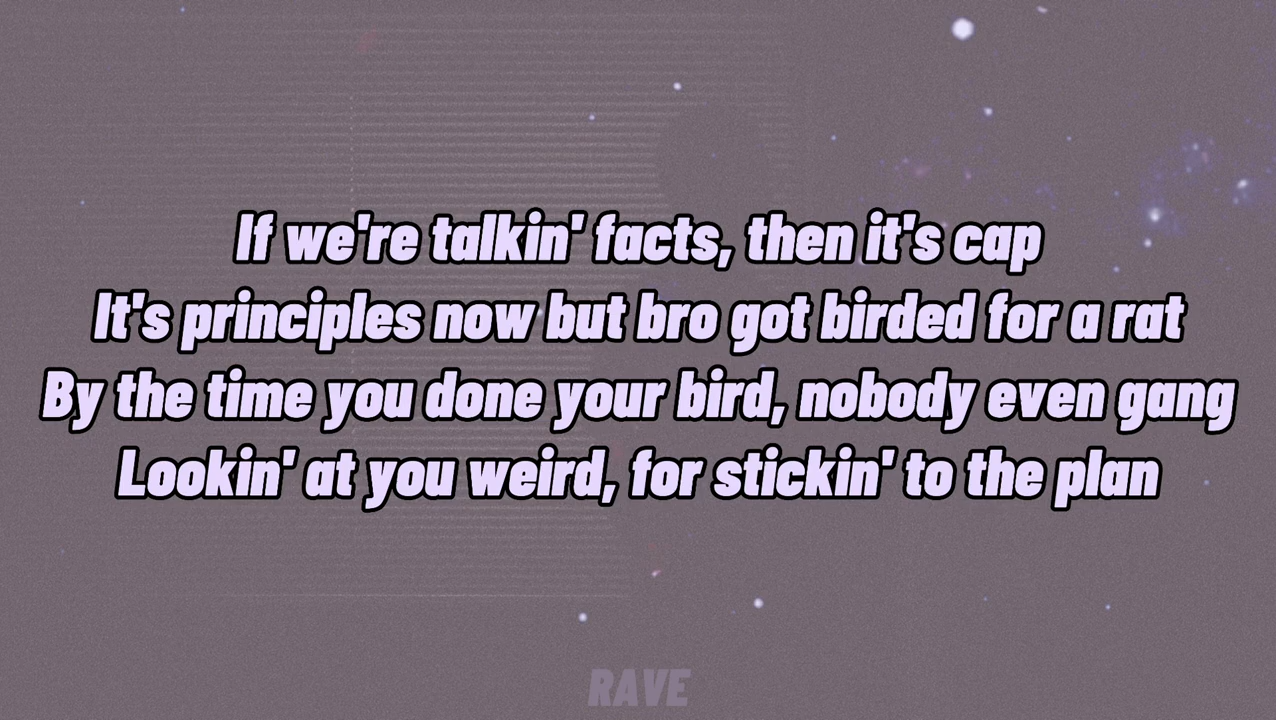 If we're talkin' facts, then it's cap
It's principles now but bro got birded for a rat
By the time you done your bird, nobody even gang
Lookin' at you weird, for stickin' to the plan
RAVE